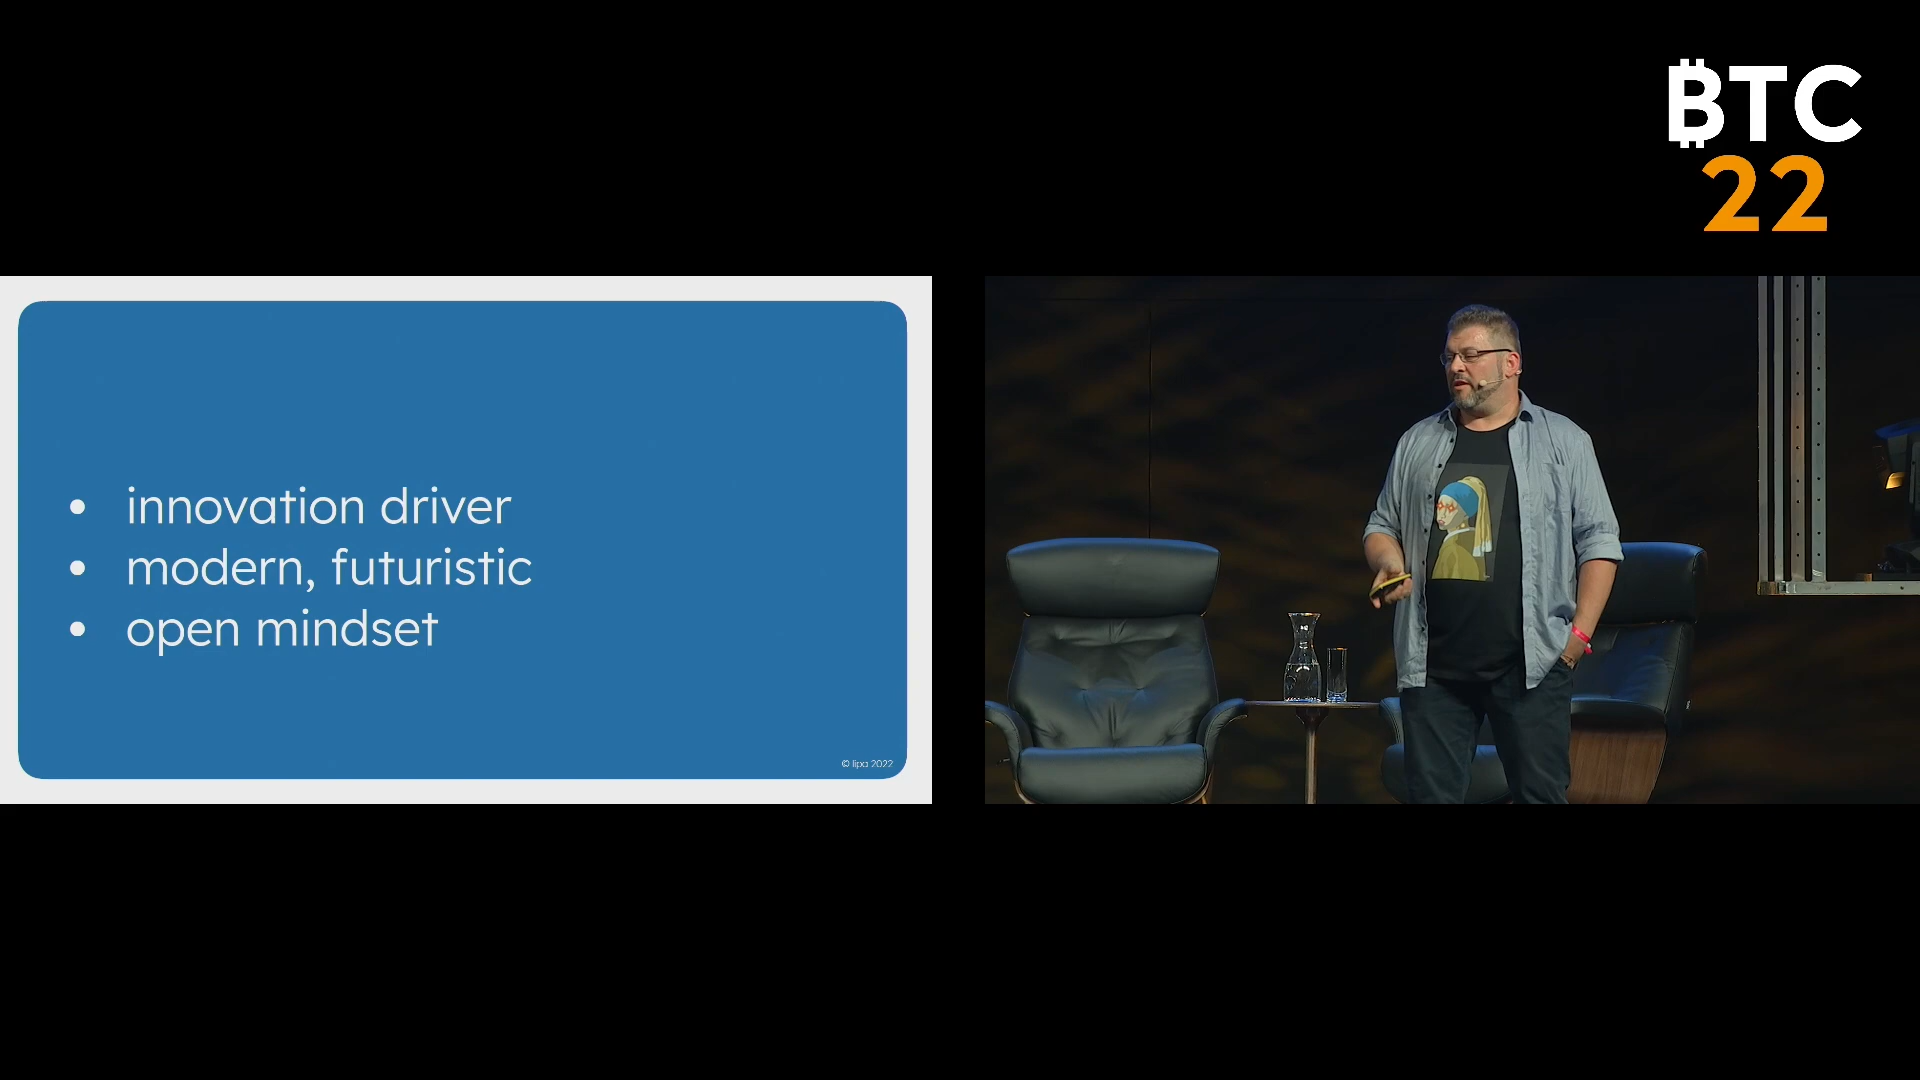 BTC
22
• innovation driver
• modern, futuristic
• open mindset
© lipa 2022